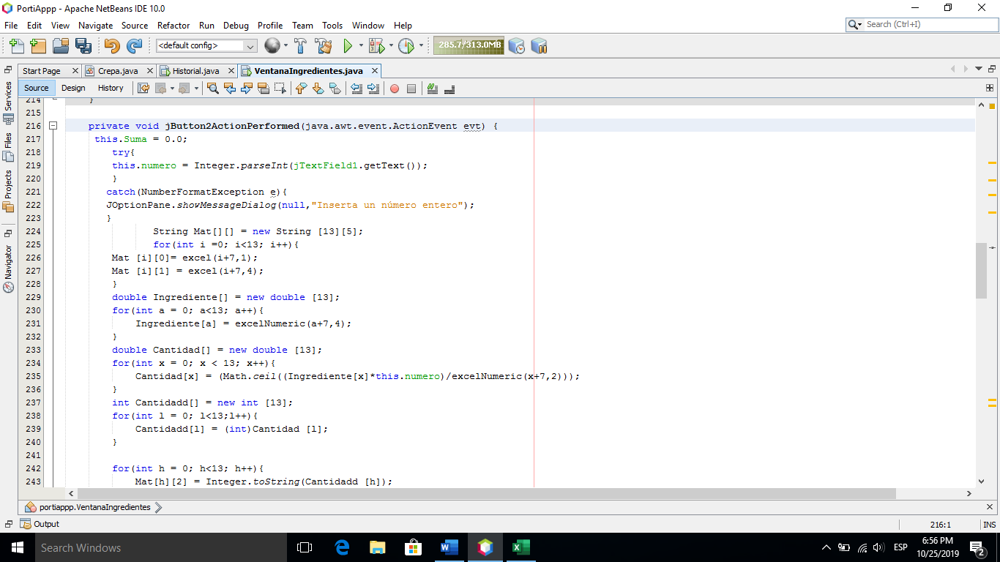 PortiAppp - Apache NetBeans IDE 10.0
File Edit View Navigate Source Refactor Run Debug Profile Team Tools Window Help
Search (Ctrl+I)
<default config>
285.7/313.0MB
Start Page Crepa.java Historial.java VentanaIngredientes.java
Source Design History
Services
Files
Projects
Navigator
214 }
215
216 private void jButton2ActionPerformed(java.awt.event.ActionEvent evt) {
217 this.Suma = 0.0;
218 try{
219 this.numero = Integer.parseInt(jTextField1.getText());
220 }
221 catch(NumberFormatException e){
222 JOptionPane.showMessageDialog(null,"Inserta un número entero");
223 }
224 String Mat[][] = new String [13][5];
225 for(int i =0; i<13; i++){
226 Mat [i][0]= excel(i+7,1);
227 Mat [i][1] = excel(i+7,4);
228 }
229 double Ingrediente[] = new double [13];
230 for(int a = 0; a<13; a++){
231 Ingrediente[a] = excelNumeric(a+7,4);
232 }
233 double Cantidad[] = new double [13];
234 for(int x = 0; x < 13; x++){
235 Cantidad[x] = (Math.ceil((Ingrediente[x]*this.numero)/excelNumeric(x+7,2)));
236 }
237 int Cantidadd[] = new int [13];
238 for(int l = 0; l<13;l++){
239 Cantidadd[l] = (int)Cantidad [l];
240 }
241
242 for(int h = 0; h<13; h++){
243 Mat[h][2] = Integer.toString(Cantidadd [h]);
portiappp.VentanaIngredientes
Output
216:1 INS
Search Windows
ESP
6:56 PM
10/25/2019
2